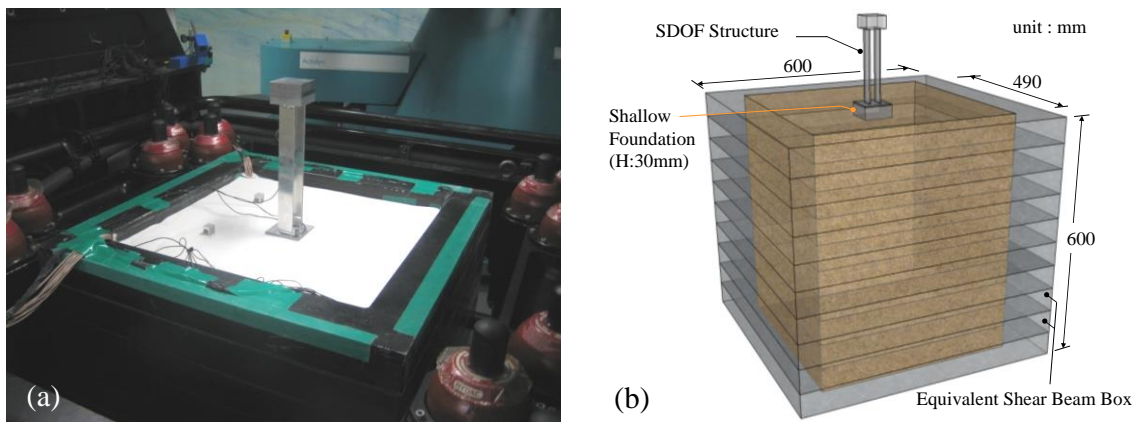 SDOF Structure
unit : mm
600
490
Shallow
Foundation
(H:30mm)
600
Equivalent Shear Beam Box
(a)
(b)